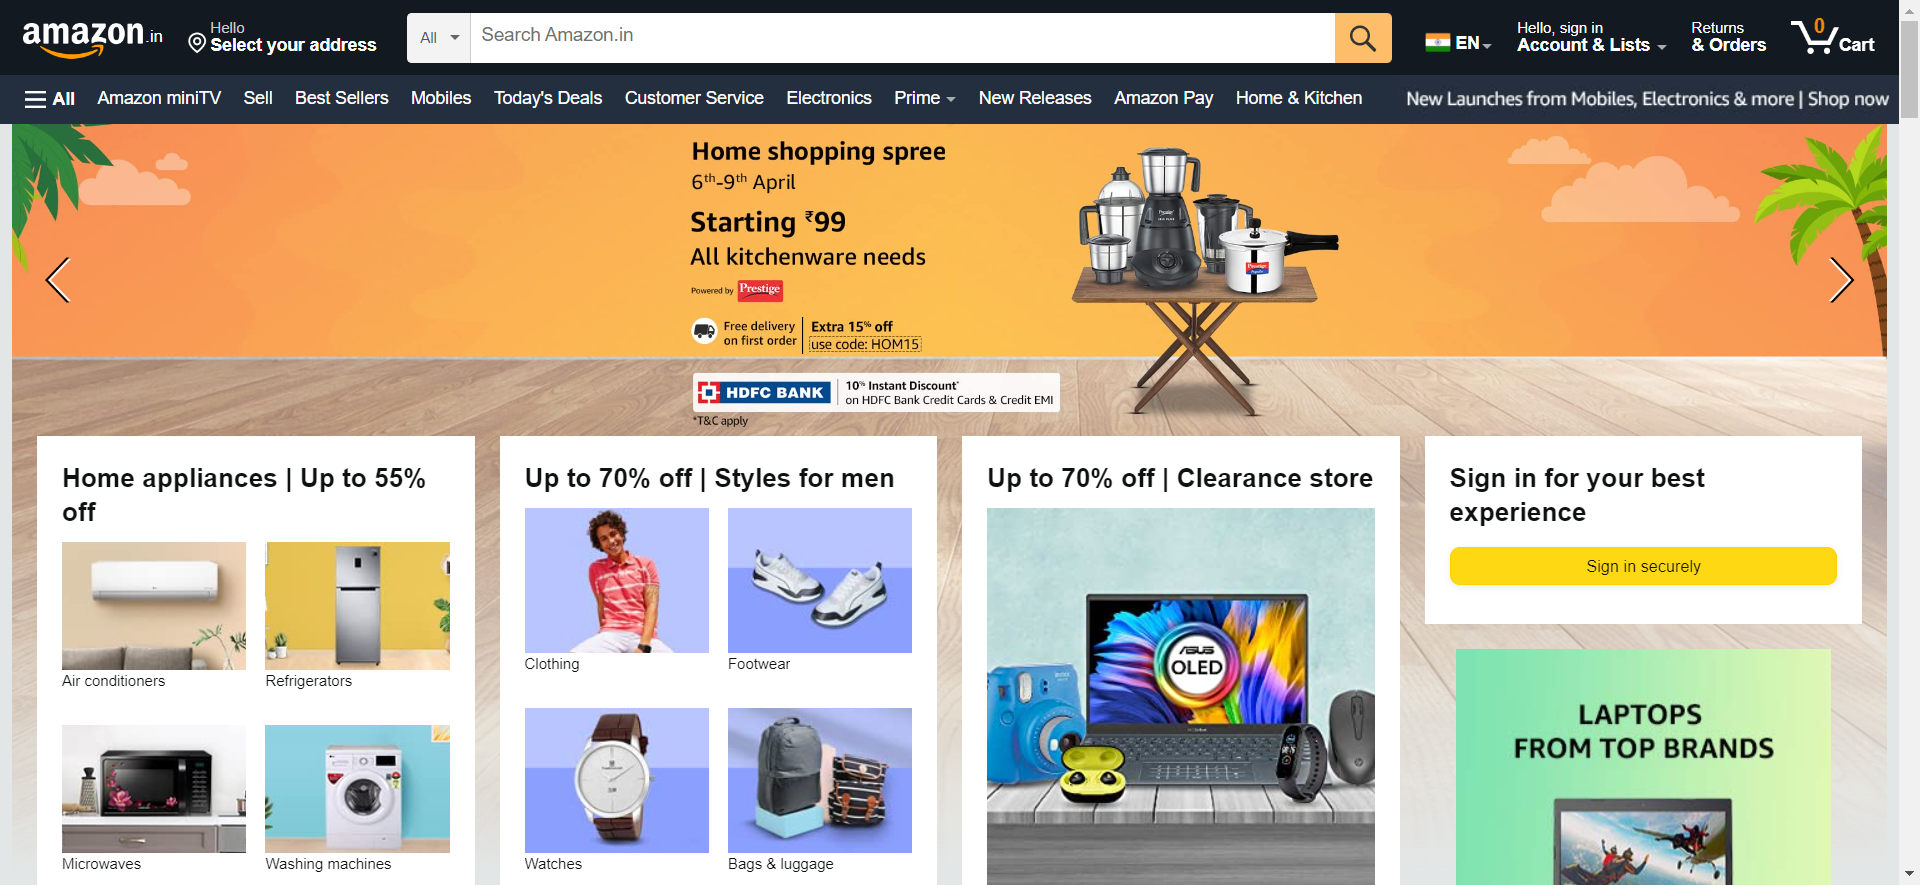 amazon.in
Hello
Select your address
All
Search Amazon.in
EN
Hello, sign in
Account & Lists
Returns
& Orders
0
Cart
All
Amazon miniTV
Sell
Best Sellers
Mobiles
Today's Deals
Customer Service
Electronics
Prime
New Releases
Amazon Pay
Home & Kitchen
New Launches from Mobiles, Electronics & more | Shop now
Home shopping spree
6th-9th April
Starting ₹99
All kitchenware needs
Powered by Prestige
Free delivery
on first order
Extra 15% off
use code: HOM15
HDFC BANK
10% Instant Discount*
on HDFC Bank Credit Cards & Credit EMI
*T&C apply
Prestige
Home appliances | Up to 55%
off
Air conditioners
Refrigerators
Microwaves
Washing machines
Up to 70% off | Styles for men
Clothing
Footwear
Watches
Bags & luggage
Up to 70% off | Clearance store
ASUS
OLED
Sign in for your best
experience
Sign in securely
LAPTOPS
FROM TOP BRANDS